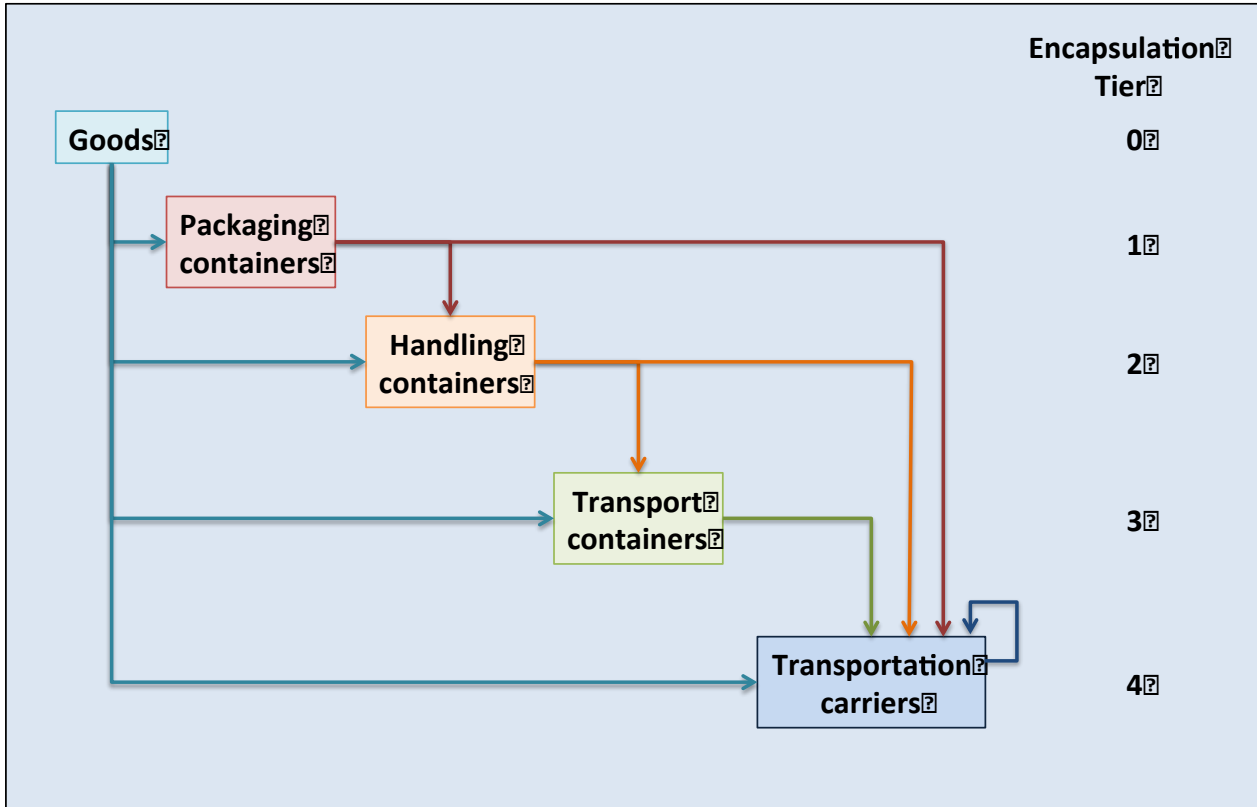 Encapsulation
Tier
Goods
0
Packaging
containers
1
Handling
containers
2
Transport
containers
3
Transportation
carriers
4